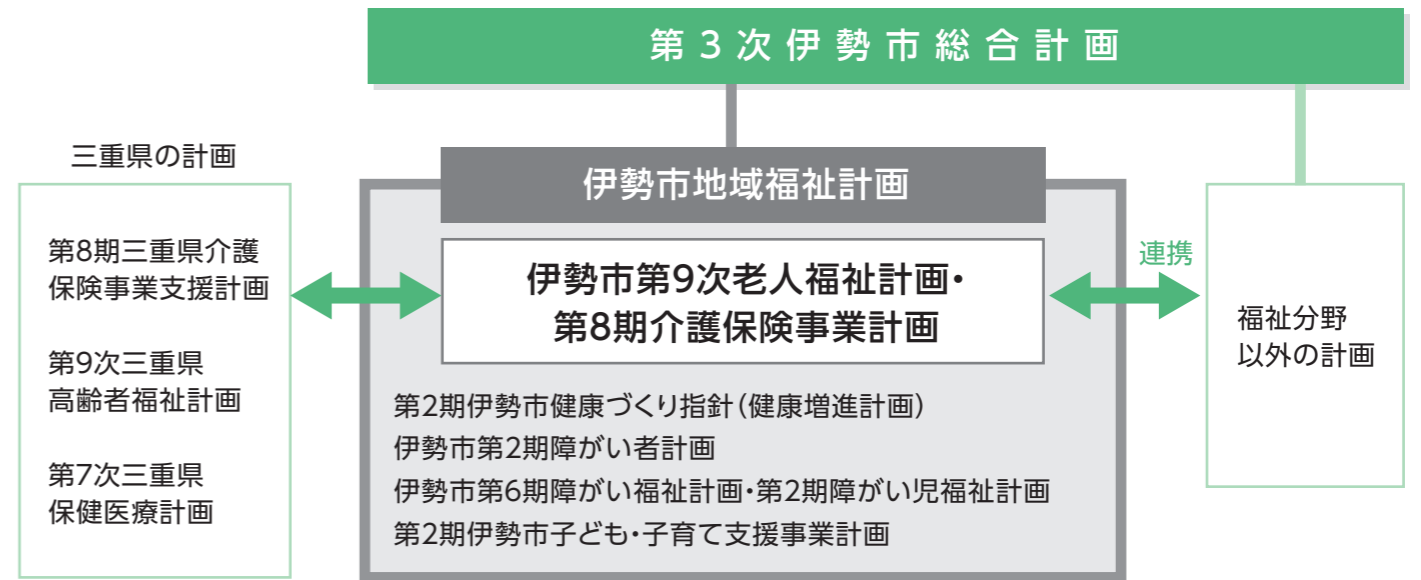 第3次伊勢市総合計画
三重県の計画
第8期三重県介護
保険事業支援計画
第9次三重県
高齢者福祉計画
第7次三重県
保健医療計画
伊勢市地域福祉計画
伊勢市第9次老人福祉計画・
第8期介護保険事業計画
第2期伊勢市健康づくり指針(健康増進計画)
伊勢市第2期障がい者計画
伊勢市第6期障がい福祉計画・第2期障がい児福祉計画
第2期伊勢市子ども・子育て支援事業計画
連携
福祉分野
以外の計画